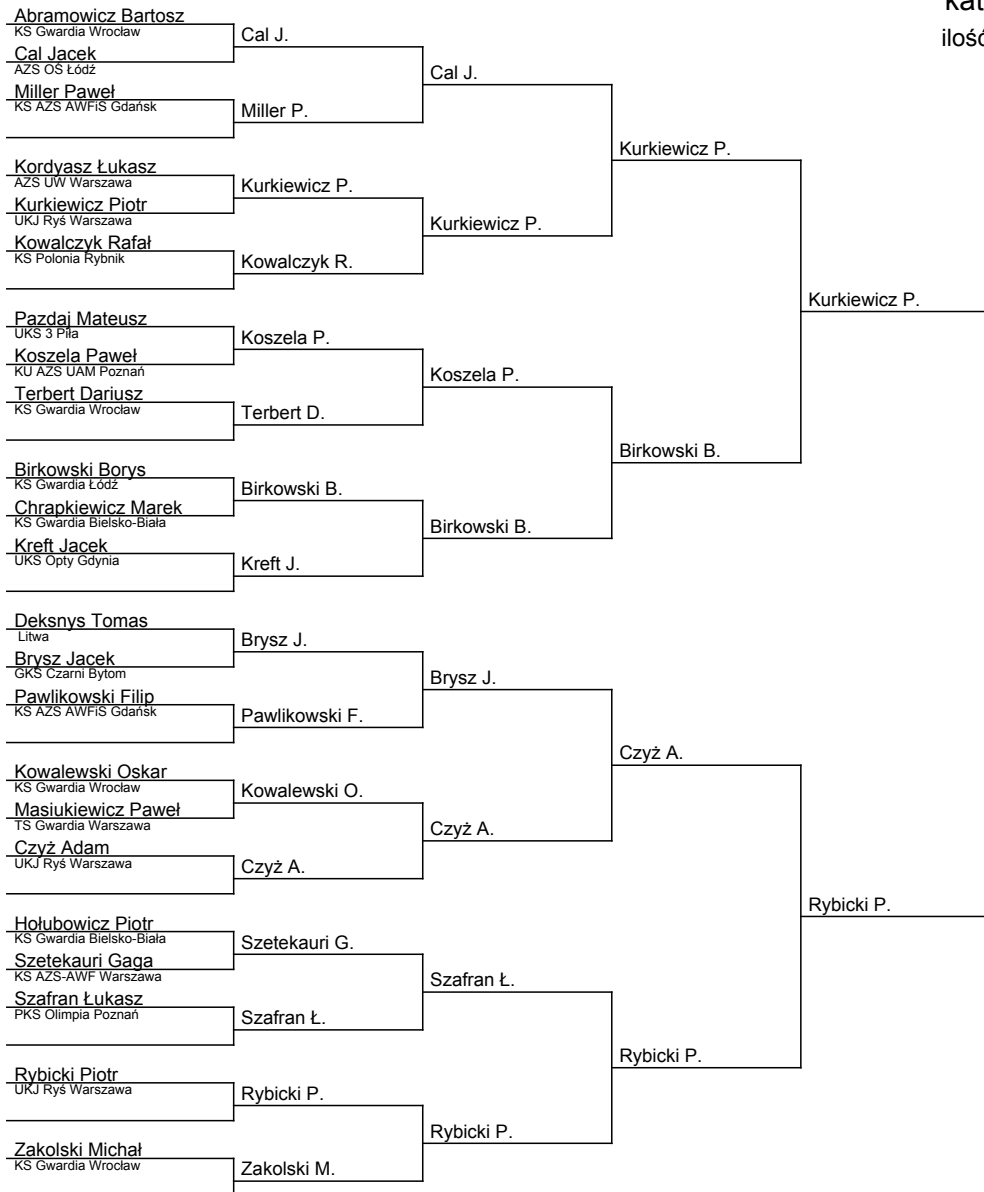 kat
ilość
Abramowicz Bartosz
KS Gwardia Wrocław
Cal Jacek
AZS OŚ Łódź
Miller Paweł
KS AZS AWFiS Gdańsk
Kordyasz Łukasz
AZS UW Warszawa
Kurkiewicz Piotr
UKJ Ryś Warszawa
Kowalczyk Rafał
KS Polonia Rybnik
Pazdaj Mateusz
UKS 3 Piła
Koszela Paweł
KU AZS UAM Poznań
Terbert Dariusz
KS Gwardia Wrocław
Birkowski Borys
KS Gwardia Łódź
Chrapkiewicz Marek
KS Gwardia Bielsko-Biała
Kreft Jacek
UKS Opty Gdynia
Deksnys Tomas
Litwa
Brysz Jacek
GKS Czarni Bytom
Pawlikowski Filip
KS AZS AWFiS Gdańsk
Kowalewski Oskar
KS Gwardia Wrocław
Masiukiewicz Paweł
TS Gwardia Warszawa
Czyż Adam
UKJ Ryś Warszawa
Hołubowicz Piotr
KS Gwardia Bielsko-Biała
Szetekauri Gaga
KS AZS-AWF Warszawa
Szafran Łukasz
PKS Olimpia Poznań
Rybicki Piotr
UKJ Ryś Warszawa
Zakolski Michał
KS Gwardia Wrocław
Cal J.
Miller P.
Kurkiewicz P.
Kowalczyk R.
Koszela P.
Terbert D.
Birkowski B.
Kreft J.
Brysz J.
Pawlikowski F.
Kowalewski O.
Czyż A.
Szetekauri G.
Szafran Ł.
Rybicki P.
Zakolski M.
Cal J.
Kurkiewicz P.
Koszela P.
Birkowski B.
Brysz J.
Czyż A.
Szafran Ł.
Rybicki P.
Kurkiewicz P.
Birkowski B.
Czyż A.
Rybicki P.
Kurkiewicz P.
Rybicki P.